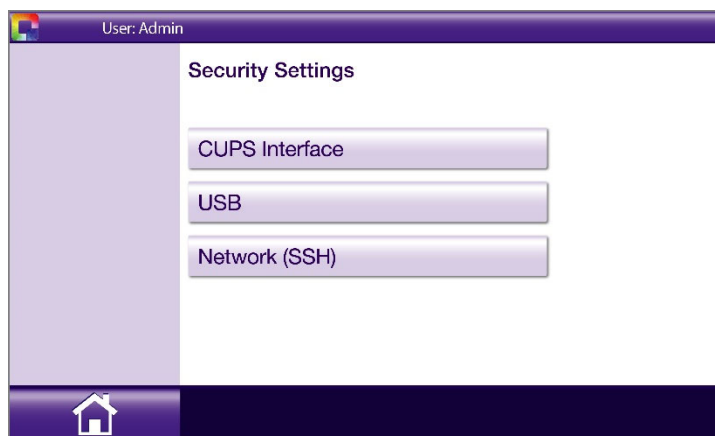 User: Admin
Security Settings
CUPS Interface
USB
Network (SSH)